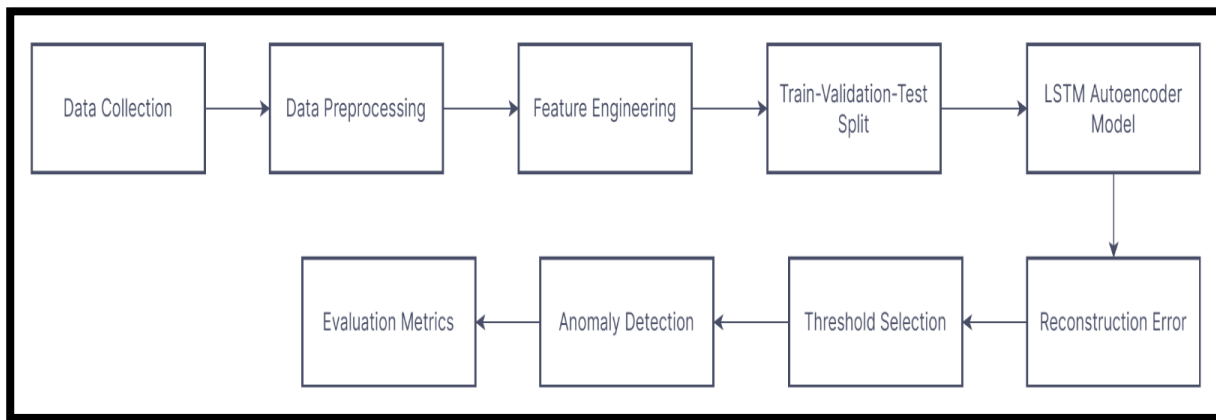 Data Collection
Data Preprocessing
Feature Engineering
Train-Validation-Test
Split
LSTM Autoencoder
Model
Reconstruction Error
Threshold Selection
Anomaly Detection
Evaluation Metrics